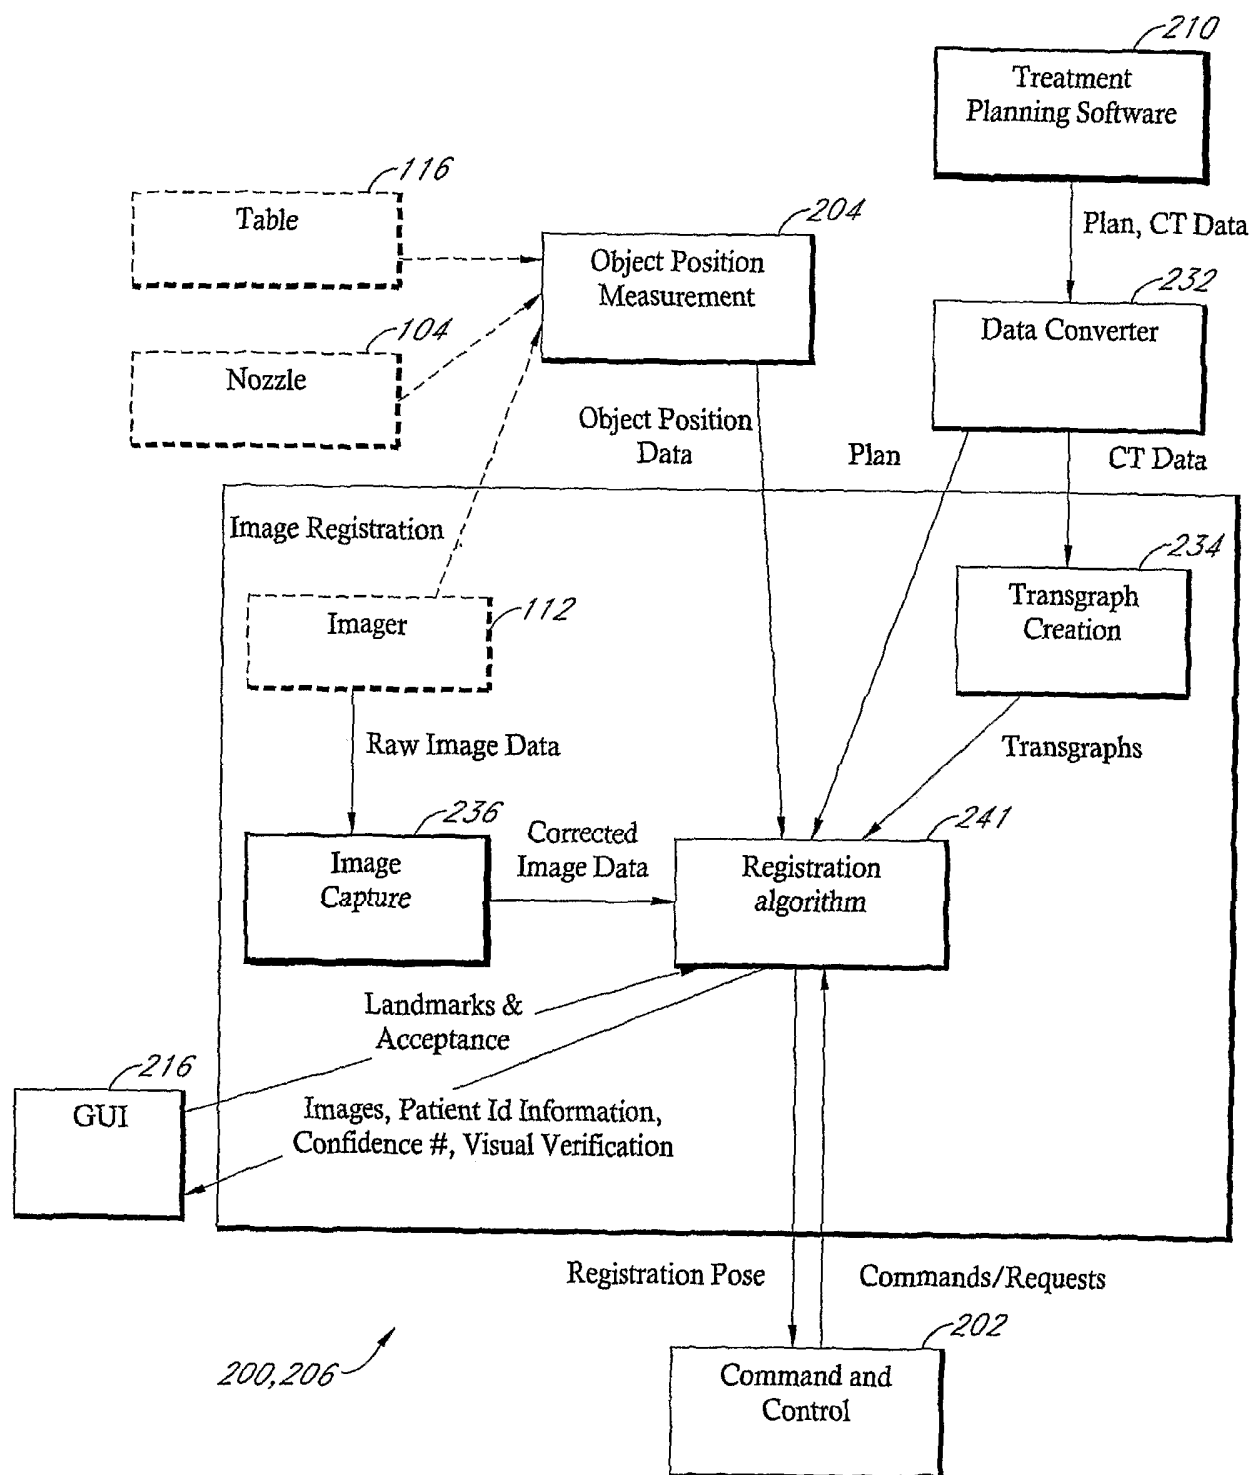 210
Treatment
Planning Software
116
Table
204
Object Position
Measurement
Plan, CT Data
232
Data Converter
104
Nozzle
Object Position
Data
Plan
CT Data
Image Registration
234
Transgraph
Creation
112
Imager
Raw Image Data
Transgraphs
236
Image
Capture
Corrected
Image Data
241
Registration
algorithm
Landmarks &
Acceptance
216
GUI
Images, Patient Id Information,
Confidence #, Visual Verification
Registration Pose
Commands/Requests
200,206
202
Command and
Control